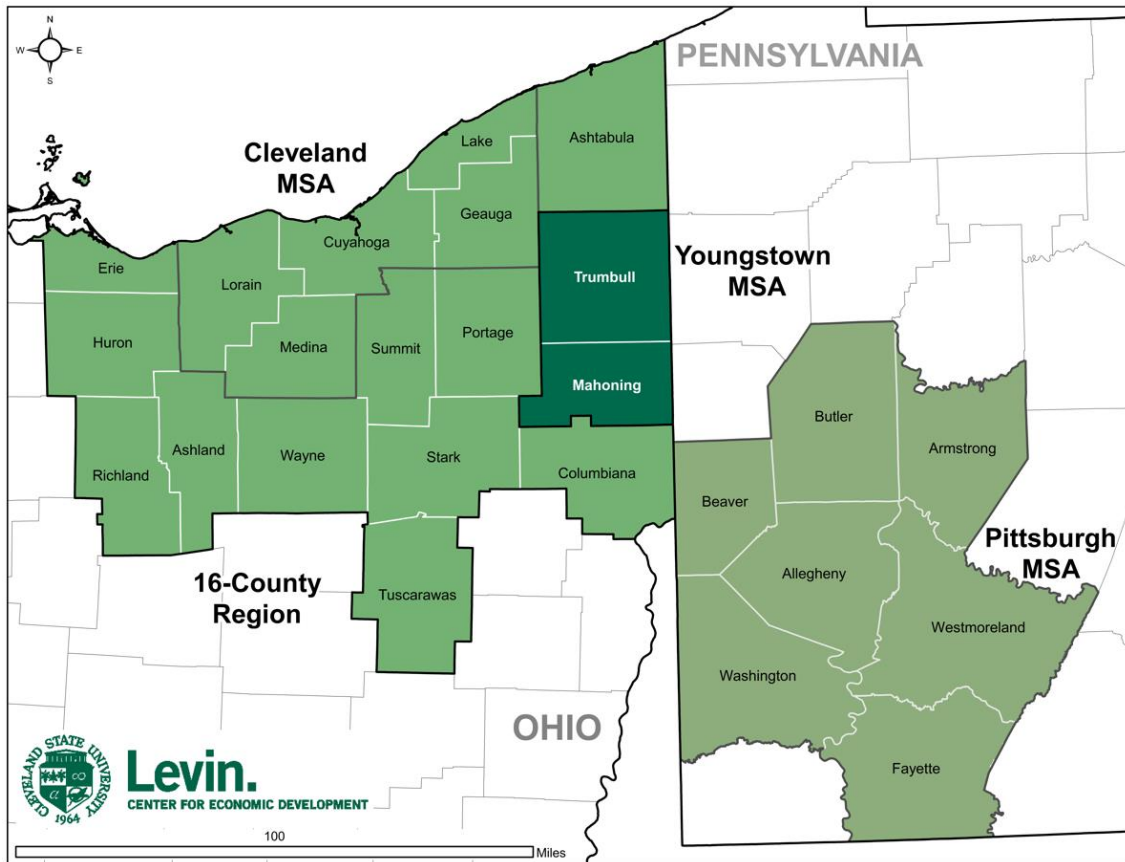 N
W
E
S
PENNSYLVANIA
Cleveland
MSA
Lake
Ashtabula
Geauga
Cuyahoga
Erie
Lorain
Trumbull
Youngstown
MSA
Huron
Medina
Summit
Portage
Mahoning
Butler
Armstrong
Richland
Ashland
Wayne
Stark
Columbiana
Beaver
Pittsburgh
MSA
Allegheny
16-County
Region
Tuscarawas
Westmoreland
Washington
OHIO
Fayette
CLEVELAND STATE UNIVERSITY
1964
Levin.
CENTER FOR ECONOMIC DEVELOPMENT
100
Miles